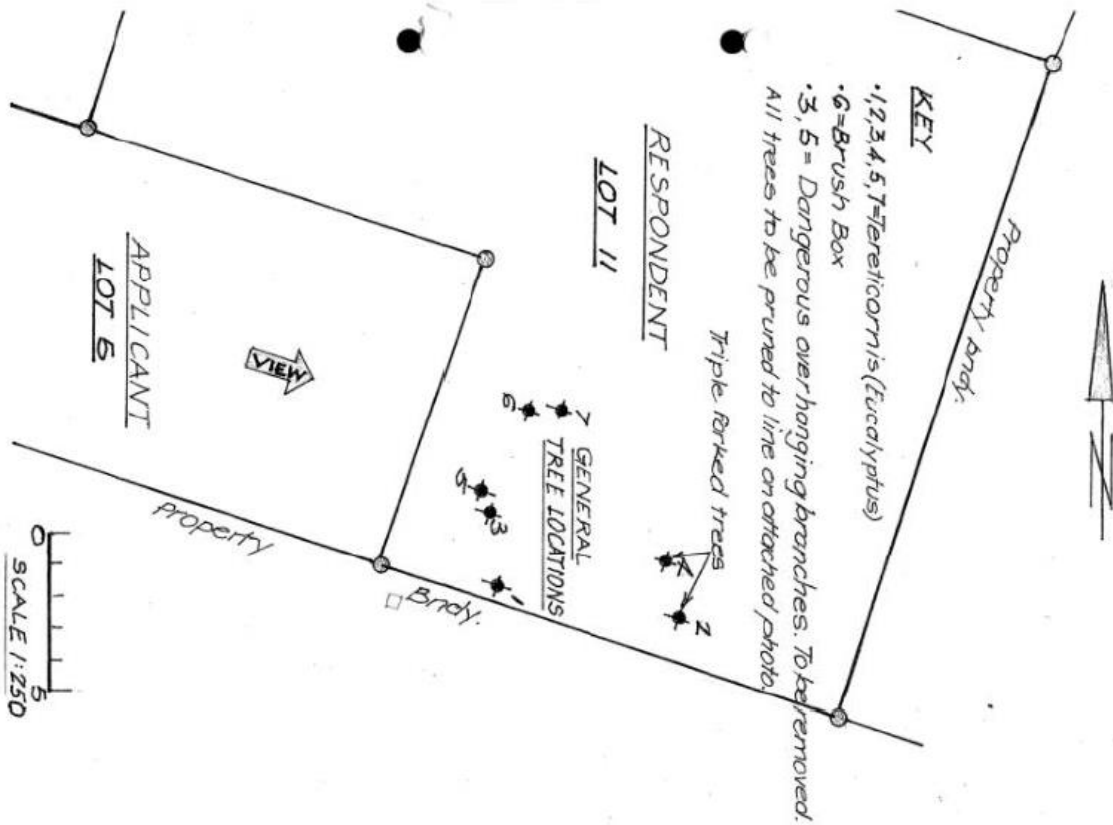 KEY
•1,2,3,4,5,7=Tereticornis (Eucalyptus)
•6=Brush Box
•3, 5= Dangerous overhanging branches. To be removed.
All trees to be pruned to line on attached photo.
Property bndy.
N
RESPONDENT
LOT 11
Triple forked trees
4
2
7
6
GENERAL
TREE LOCATIONS
5
3
1
APPLICANT
LOT 5
VIEW
Property
Bndy.
0
5
SCALE 1:250